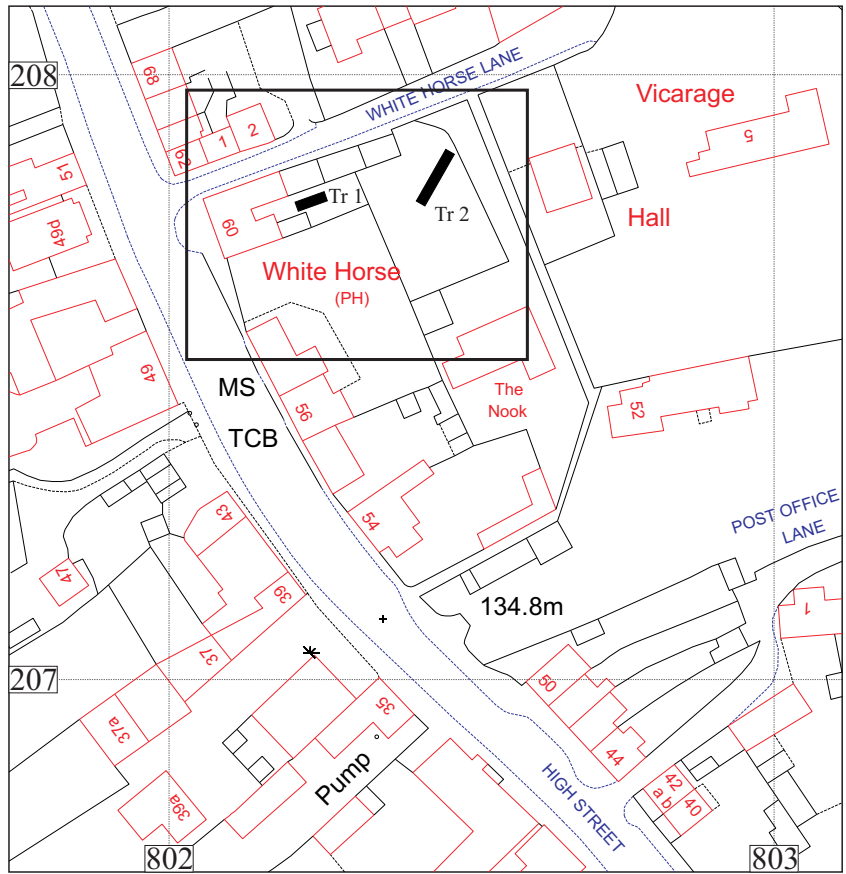 208
68
WHITE HORSE LANE
Vicarage
5
2
1
62
51
Tr 1
Tr 2
49d
60
Hall
White Horse
(PH)
49
MS
The
Nook
56
52
TCB
54
43
POST OFFICE
LANE
47
39
134.8m
1
37
207
50
35
37a
44
Pump
HIGH STREET
42
a b
40
39a
802
803